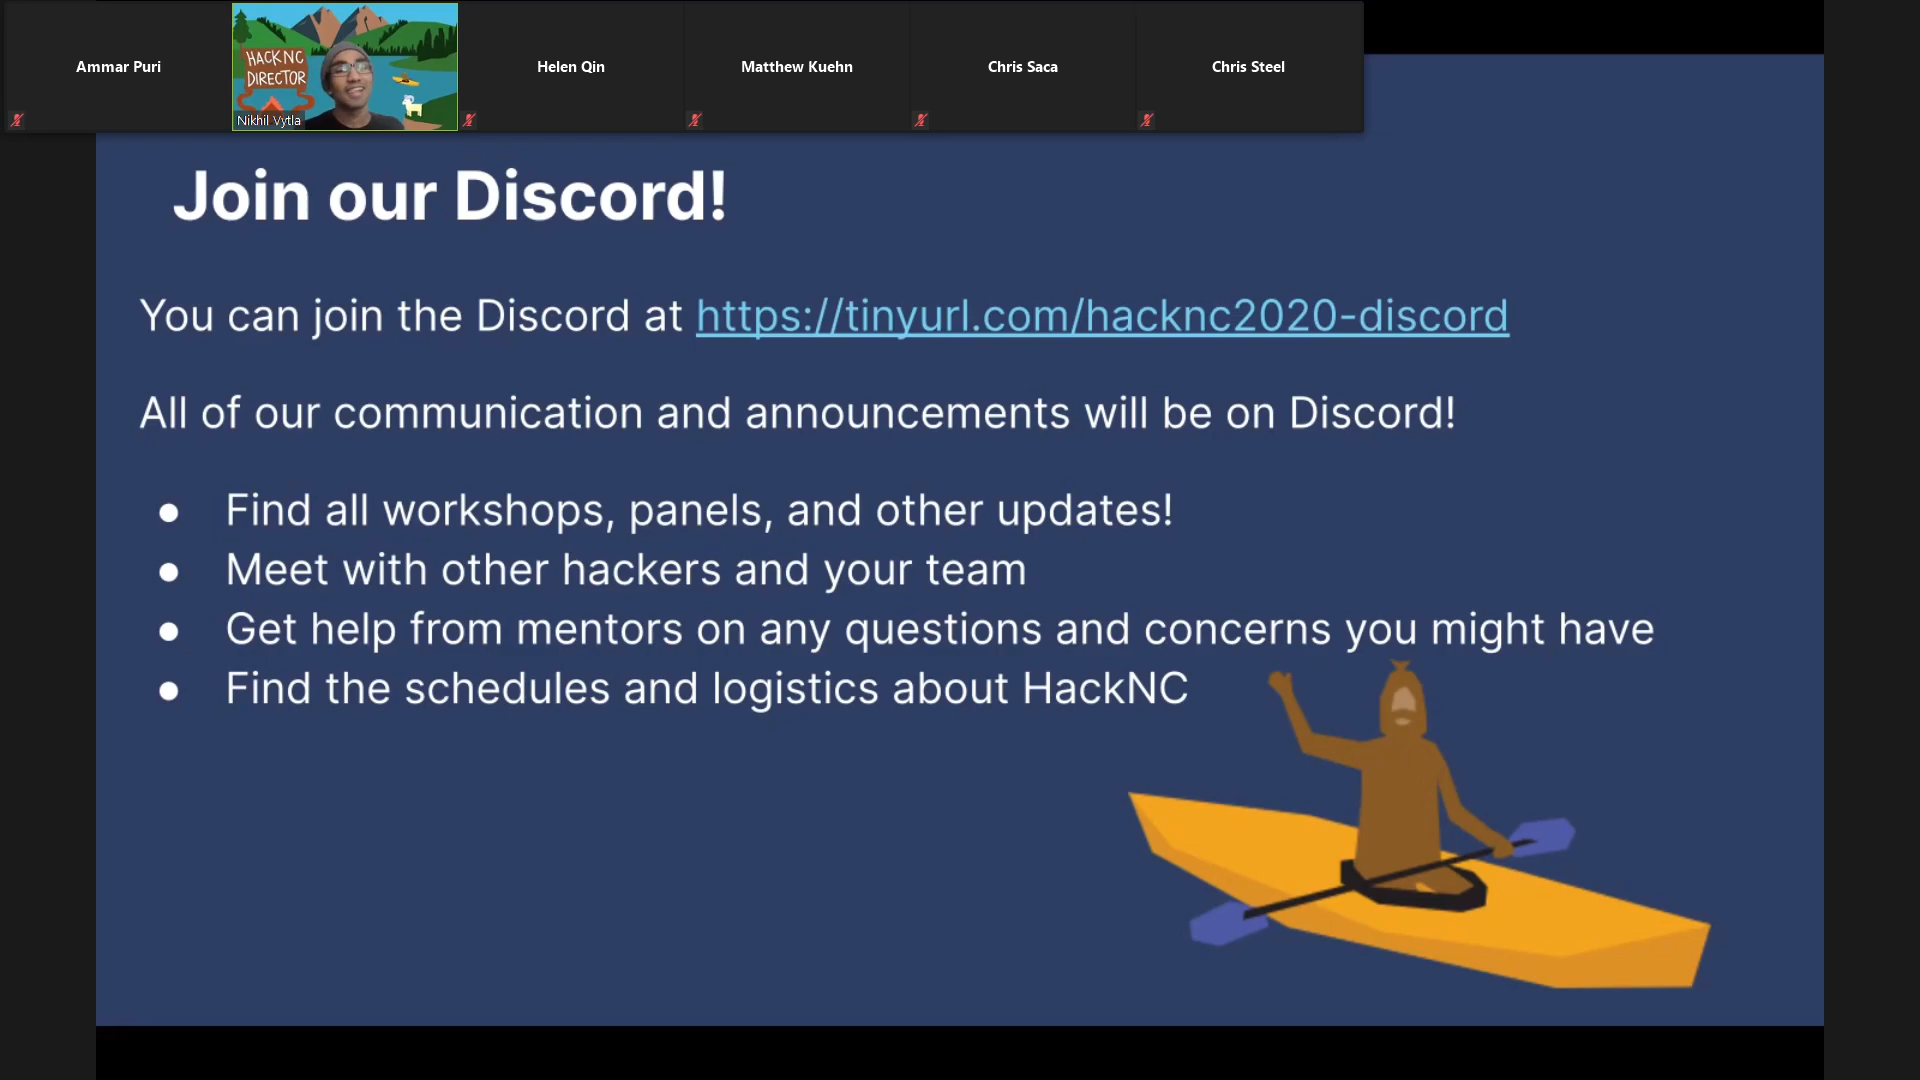 Ammar Puri
HACK NC
DIRECTOR
Nikhil Vytla
Helen Qin
Matthew Kuehn
Chris Saca
Chris Steel
Join our Discord!
You can join the Discord at https://tinyurl.com/hacknc2020-discord
All of our communication and announcements will be on Discord!
● Find all workshops, panels, and other updates!
● Meet with other hackers and your team
● Get help from mentors on any questions and concerns you might have
● Find the schedules and logistics about HackNC